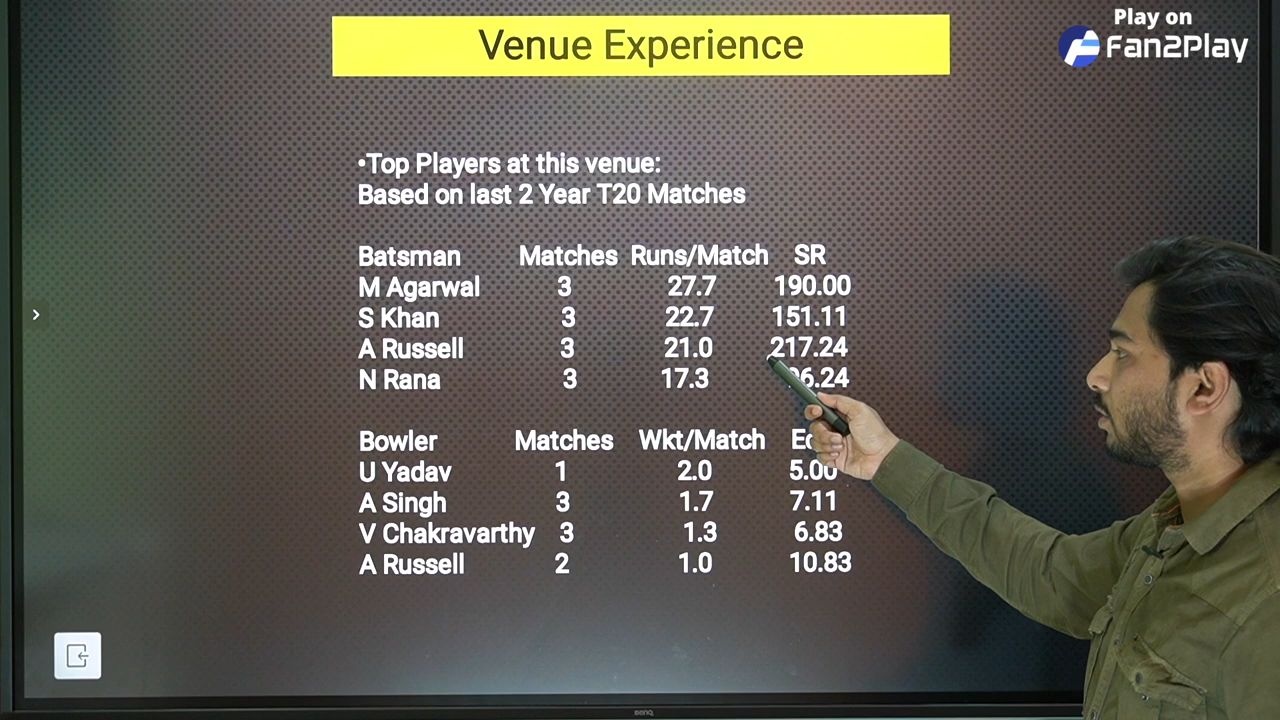 Play on
Fan2Play
Venue Experience
•Top Players at this venue:
Based on last 2 Year T20 Matches
Batsman Matches Runs/Match SR
M Agarwal 3 27.7 190.00
S Khan 3 22.7 151.11
A Russell 3 21.0 217.24
N Rana 3 17.3
Bowler Matches Wkt/Match
U Yadav 1 2.0 5.00
A Singh 3 1.7 7.11
V Chakravarthy 3 1.3 6.83
A Russell 2 1.0 10.83
BenQ